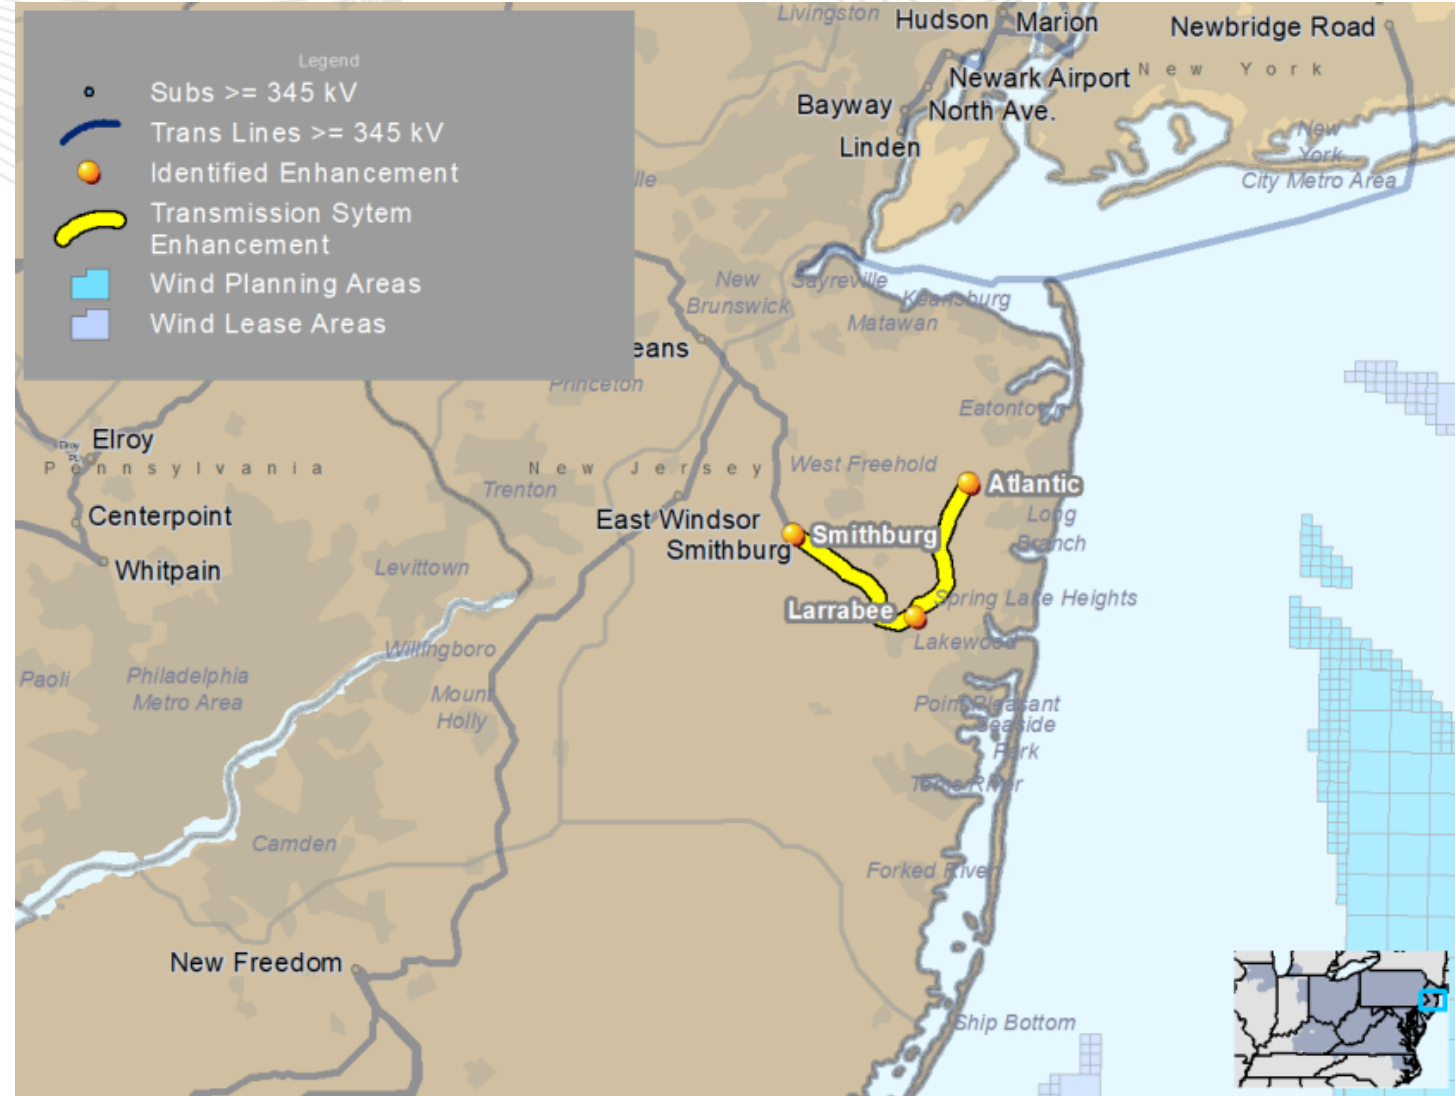 Livingston
Hudson
Marion
Newbridge Road
Legend
Subs >= 345 kV
Trans Lines >= 345 kV
Identified Enhancement
Transmission Sytem
Enhancement
Wind Planning Areas
Wind Lease Areas
Newark Airport
New York
Bayway
North Ave.
Linden
New
York
City Metro Area
lle
New
Brunswick
Sayreville
Keansburg
Matawan
eans
Princeton
Eatontown
Elroy
Elroy
PL
Pennsylvania
New Jersey
West Freehold
Trenton
Atlantic
Centerpoint
East Windsor
Smithburg
Smithburg
Long
Branch
Whitpain
Levittown
Larrabee
Spring Lake Heights
Lakewood
Willingboro
Paoli
Philadelphia
Metro Area
Mount
Holly
Point Pleasant
Seaside
Park
Toms River
Camden
Forked River
New Freedom
Ship Bottom